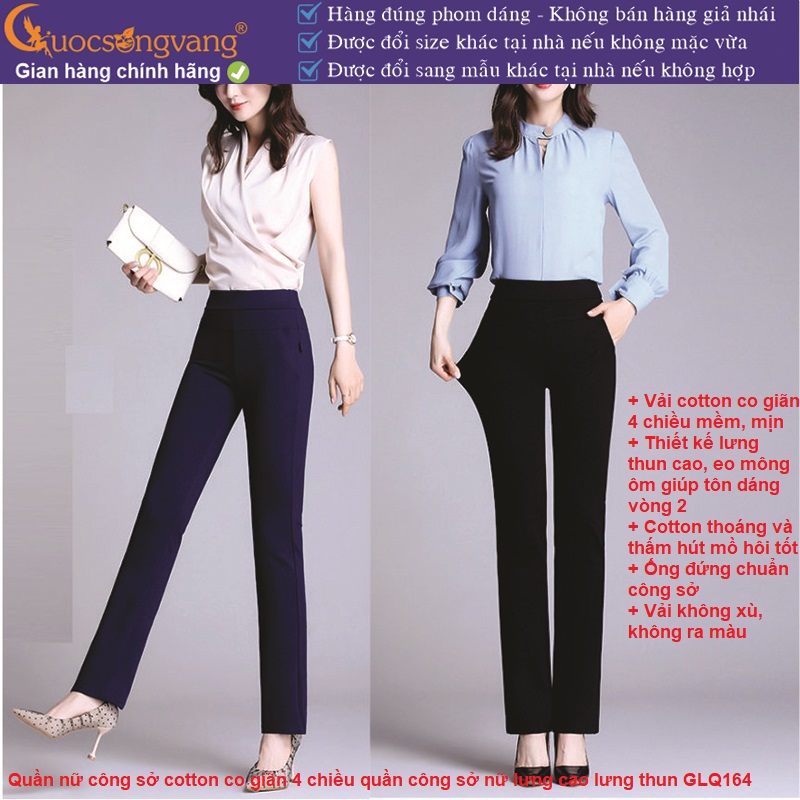 Cuocsongvang®
Gian hàng chính hãng
Hàng đúng phom dáng - Không bán hàng giả nhái
Được đổi size khác tại nhà nếu không mặc vừa
Được đổi sang mẫu khác tại nhà nếu không hợp
+ Vải cotton co giãn
4 chiều mềm, mịn
+ Thiết kế lưng
thun cao, eo mông
ôm giúp tôn dáng
vòng 2
+ Cotton thoáng và
thấm hút mồ hôi tốt
+ Ống đứng chuẩn
công sở
+ Vải không xù,
không ra màu
Quần nữ công sở cotton co giãn 4 chiều quần công sở nữ lưng cao lưng thun GLQ164